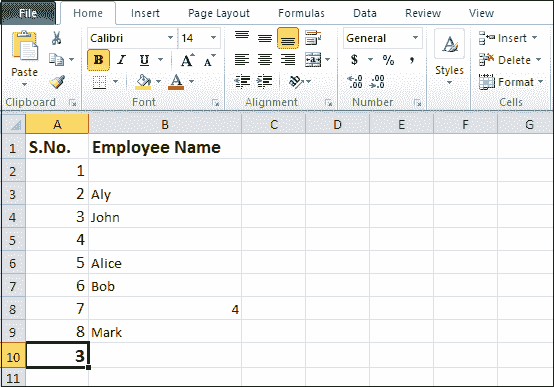 File Home Insert Page Layout Formulas Data Review View
Paste Calibri 14 A A General Styles Insert
B I U $ % , Delete
A .00 .0 Format
Clipboard Font Alignment Number Cells
A B C D E F G
1 S.No. Employee Name
2 1
3 2 Aly
4 3 John
5 4
6 5 Alice
7 6 Bob
8 7 4
9 8 Mark
10 3
11